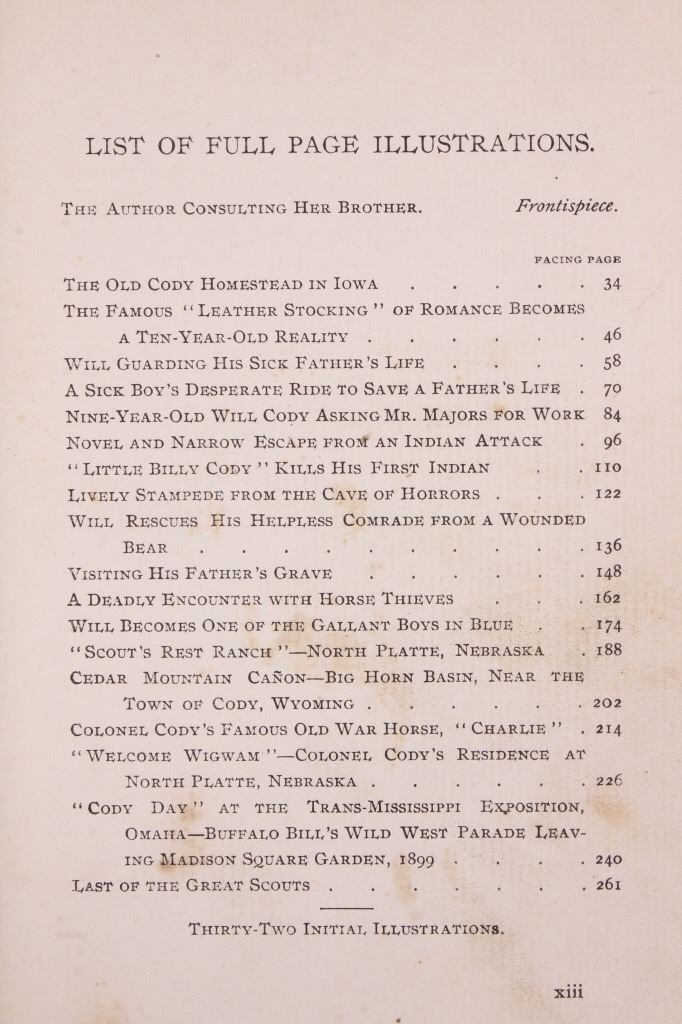 LIST OF FULL PAGE ILLUSTRATIONS.
THE AUTHOR CONSULTING HER BROTHER. Frontispiece.
FACING PAGE
THE OLD CODY HOMESTEAD IN IOWA . . . . . 34
THE FAMOUS "LEATHER STOCKING" OF ROMANCE BECOMES
A TEN-YEAR-OLD REALITY . . . . . . 46
WILL GUARDING HIS SICK FATHER'S LIFE . . . . 58
A SICK BOY'S DESPERATE RIDE TO SAVE A FATHER'S LIFE . 70
NINE-YEAR-OLD WILL CODY ASKING MR. MAJORS FOR WORK 84
NOVEL AND NARROW ESCAPE FROM AN INDIAN ATTACK . 96
"LITTLE BILLY CODY" KILLS HIS FIRST INDIAN . . 110
LIVELY STAMPEDE FROM THE CAVE OF HORRORS . . . 122
WILL RESCUES HIS HELPLESS COMRADE FROM A WOUNDED
BEAR . . . . . . . . . . 136
VISITING HIS FATHER'S GRAVE . . . . . . 148
A DEADLY ENCOUNTER WITH HORSE THIEVES . . . 162
WILL BECOMES ONE OF THE GALLANT BOYS IN BLUE . . 174
"SCOUT'S REST RANCH"—NORTH PLATTE, NEBRASKA . 188
CEDAR MOUNTAIN CAÑON—BIG HORN BASIN, NEAR THE
TOWN OF CODY, WYOMING . . . . . . 202
COLONEL CODY'S FAMOUS OLD WAR HORSE, "CHARLIE" . 214
"WELCOME WIGWAM"—COLONEL CODY'S RESIDENCE AT
NORTH PLATTE, NEBRASKA . . . . . . 226
"CODY DAY" AT THE TRANS-MISSISSIPPI EXPOSITION,
OMAHA—BUFFALO BILL'S WILD WEST PARADE LEAV-
ING MADISON SQUARE GARDEN, 1899 . . . . 240
LAST OF THE GREAT SCOUTS . . . . . . . 261
THIRTY-TWO INITIAL ILLUSTRATIONS.
xiii